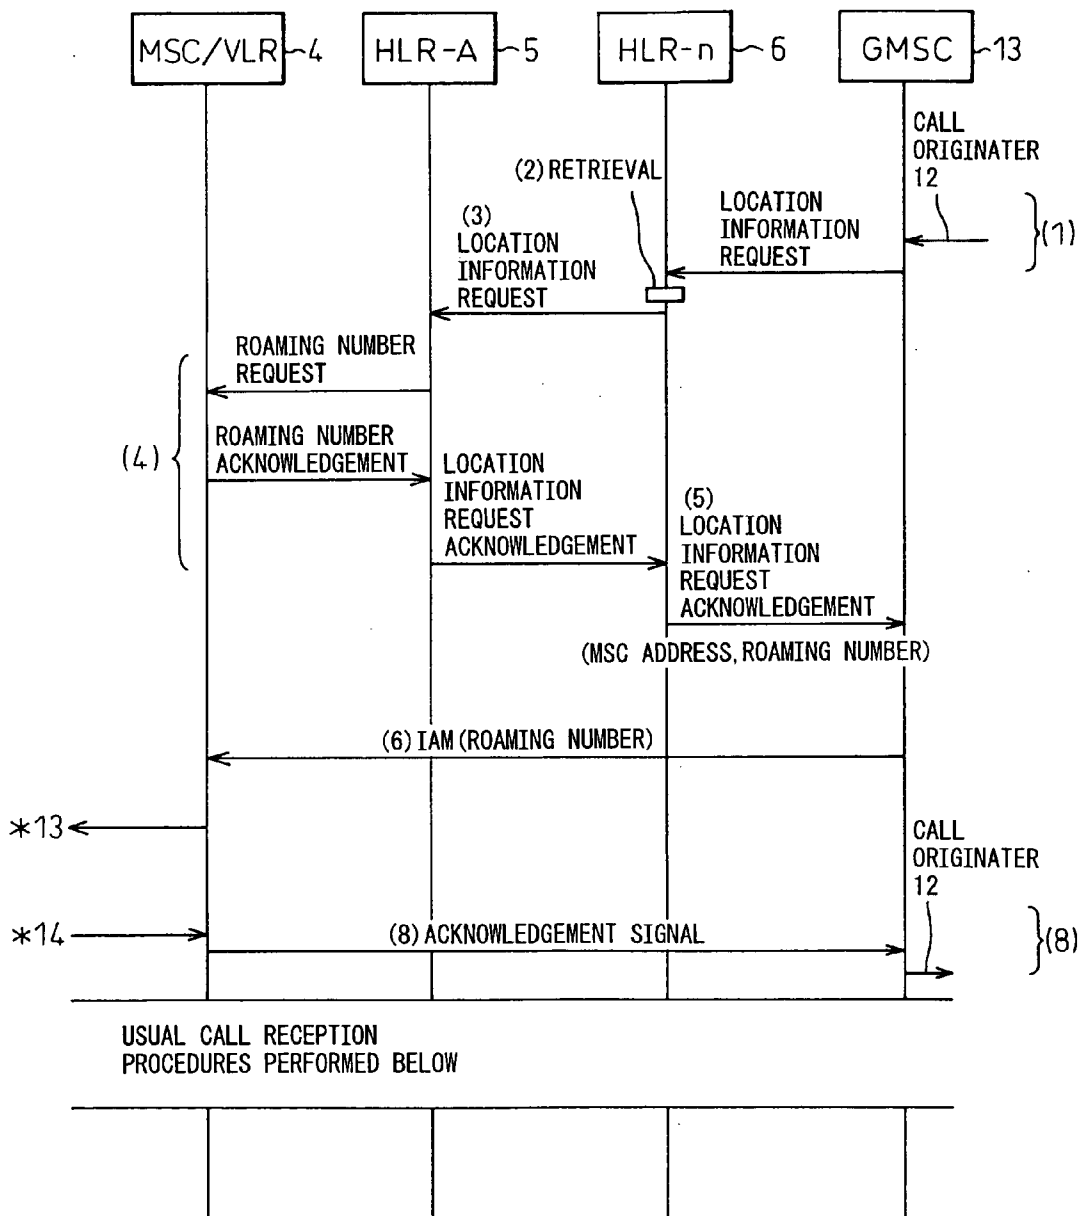 MSC/VLR 4 HLR-A 5 HLR-n 6 GMSC 13
CALL
ORIGINATER
12
(2) RETRIEVAL
LOCATION
INFORMATION
REQUEST
(1)
(3)
LOCATION
INFORMATION
REQUEST
ROAMING NUMBER
REQUEST
(4)
ROAMING NUMBER
ACKNOWLEDGEMENT
LOCATION
INFORMATION
REQUEST
ACKNOWLEDGEMENT
(5)
LOCATION
INFORMATION
REQUEST
ACKNOWLEDGEMENT
(MSC ADDRESS, ROAMING NUMBER)
(6) IAM (ROAMING NUMBER)
*13
CALL
ORIGINATER
12
*14
(8) ACKNOWLEDGEMENT SIGNAL
(8)
USUAL CALL RECEPTION
PROCEDURES PERFORMED BELOW